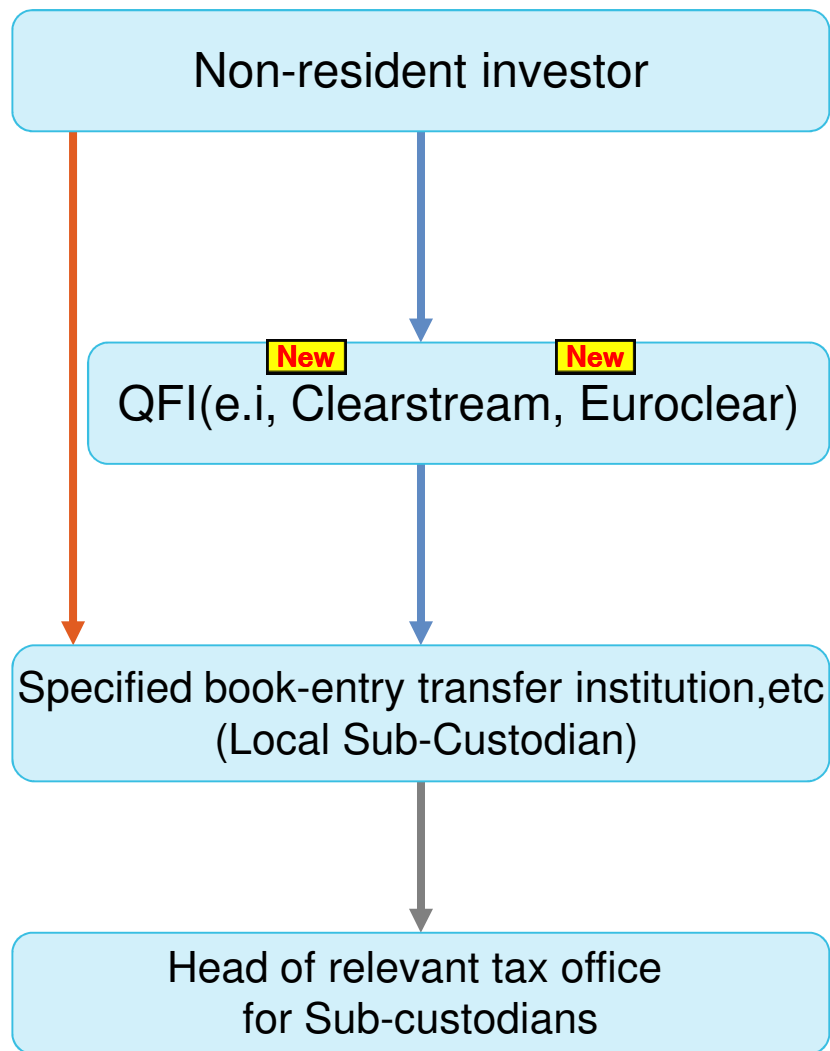 Non-resident investor
New New
QFI(e.i, Clearstream, Euroclear)
Specified book-entry transfer institution,etc
(Local Sub-Custodian)
Head of relevant tax office
for Sub-custodians